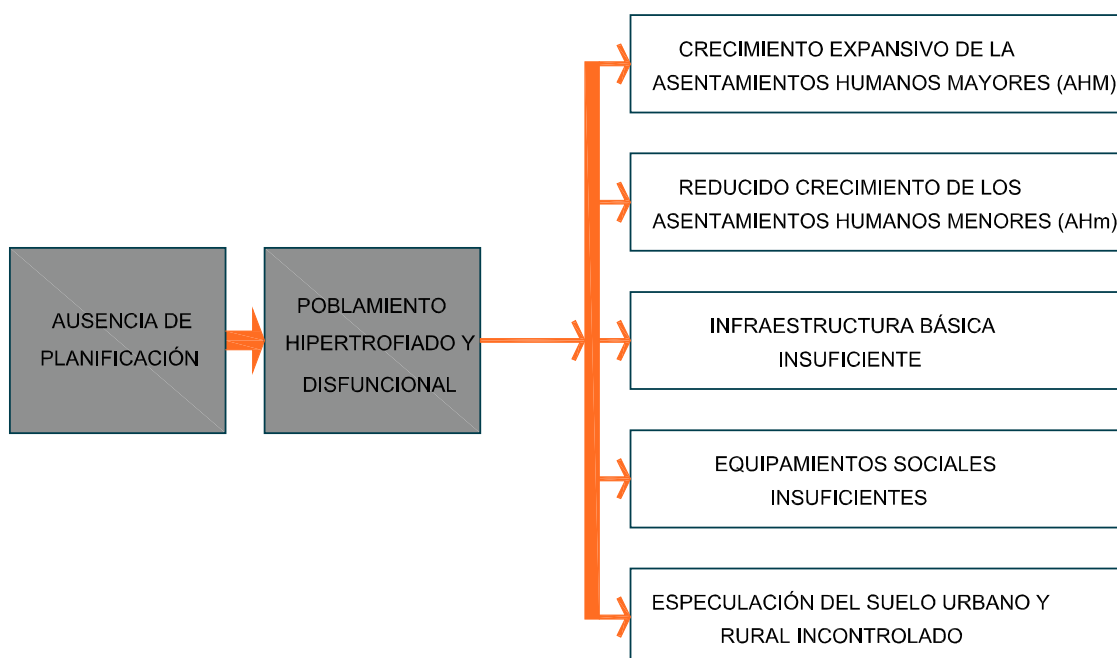 AUSENCIA DE
PLANIFICACIÓN
POBLAMIENTO
HIPERTROFIADO Y
DISFUNCIONAL
CRECIMIENTO EXPANSIVO DE LA
ASENTAMIENTOS HUMANOS MAYORES (AHM)
REDUCIDO CRECIMIENTO DE LOS
ASENTAMIENTOS HUMANOS MENORES (AHm)
INFRAESTRUCTURA BÁSICA
INSUFICIENTE
EQUIPAMIENTOS SOCIALES
INSUFICIENTES
ESPECULACIÓN DEL SUELO URBANO Y
RURAL INCONTROLADO